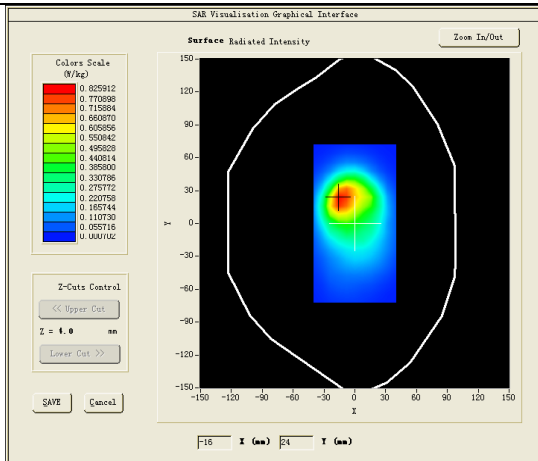 SAR Visualisation Graphical Interface
Surface Radiated Intensity
Zoom In/Out
Colors Scale
(W/kg)
0.825912
0.770898
0.715884
0.660870
0.605856
0.550842
0.495828
0.440814
0.385800
0.330786
0.275772
0.220758
0.165744
0.110730
0.055716
0.000702
150
120
90
60
30
0
-30
-60
-90
-120
-150
Y
-150 -120 -90 -60 -30 0 30 60 90 120 150
X
Z-Cuts Control
<< Upper Cut
Z = 4.0 mm
Lower Cut >>
SAVE Cancel
-16 X (mm) 24 Y (mm)